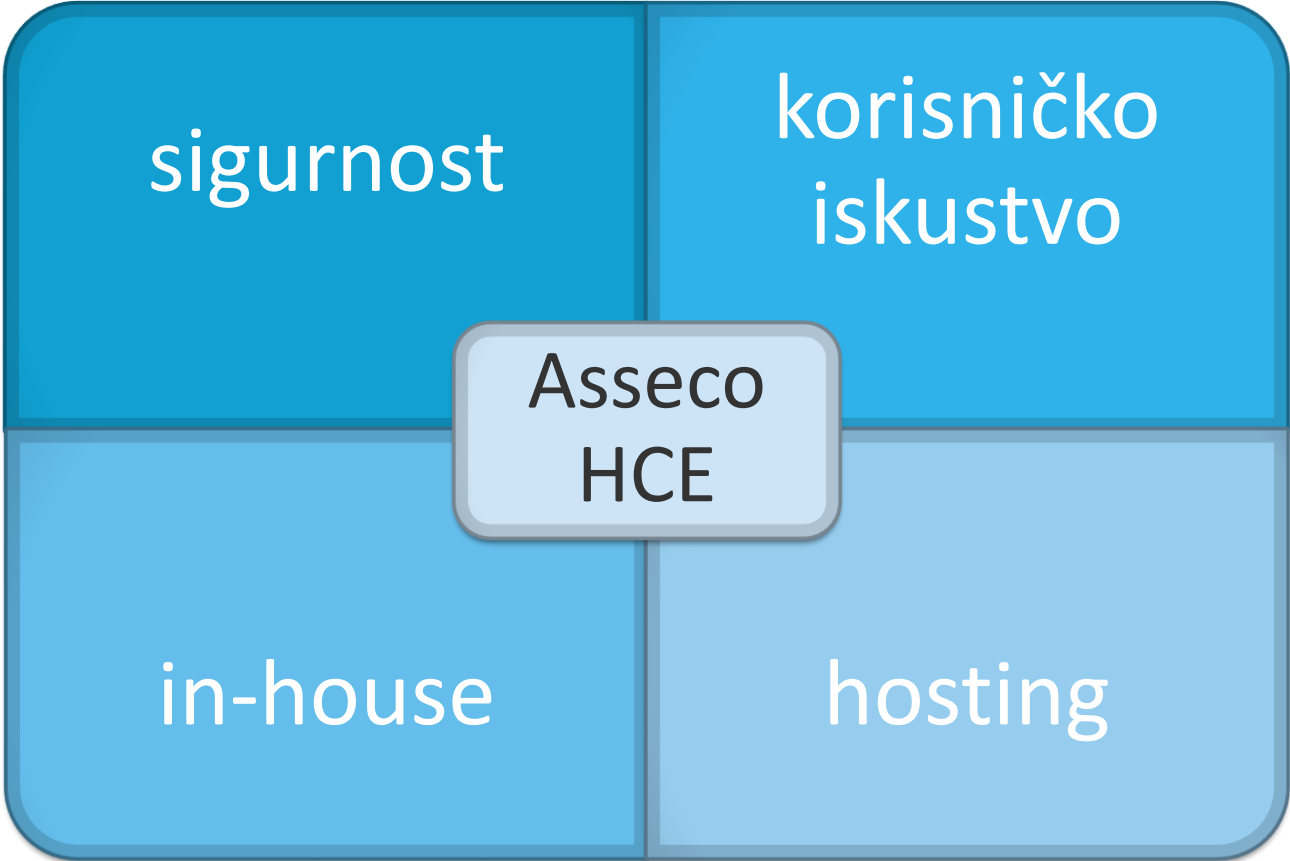 sigurnost
korisničko
iskustvo
Asseco
HCE
in-house
hosting